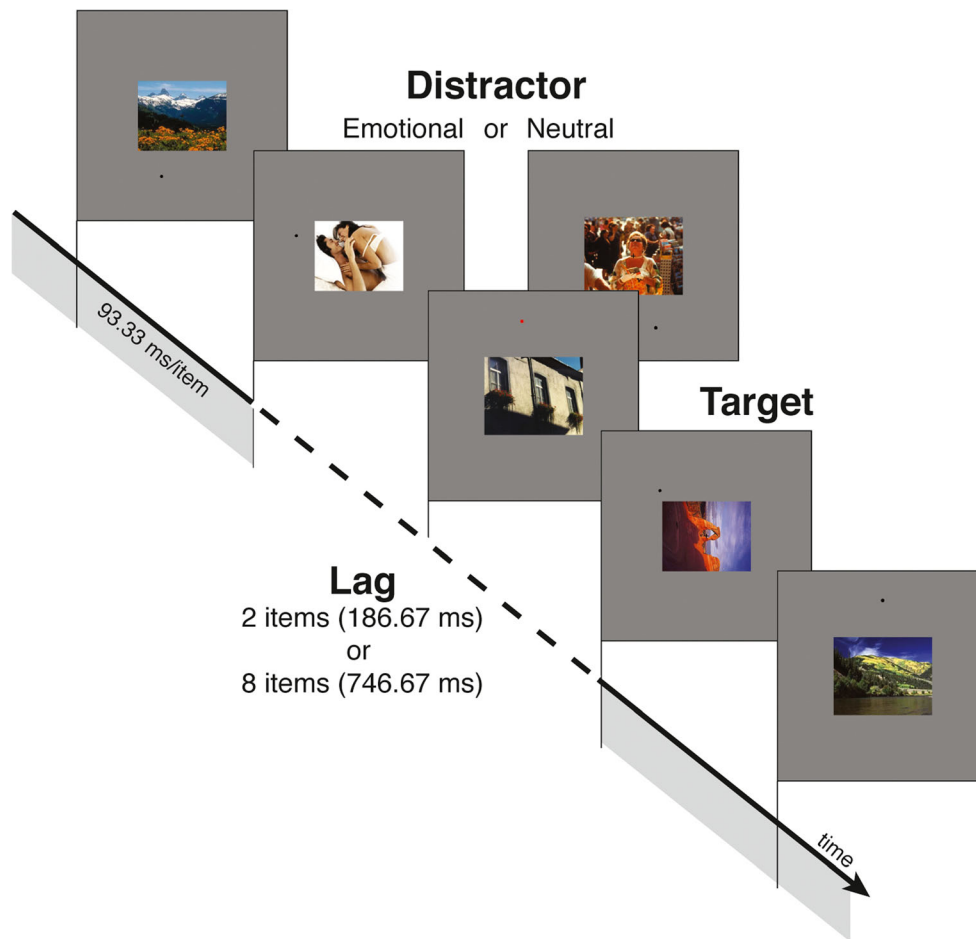 Distractor
Emotional or Neutral
93.33 ms/item
Target
Lag
2 items (186.67 ms)
or
8 items (746.67 ms)
time